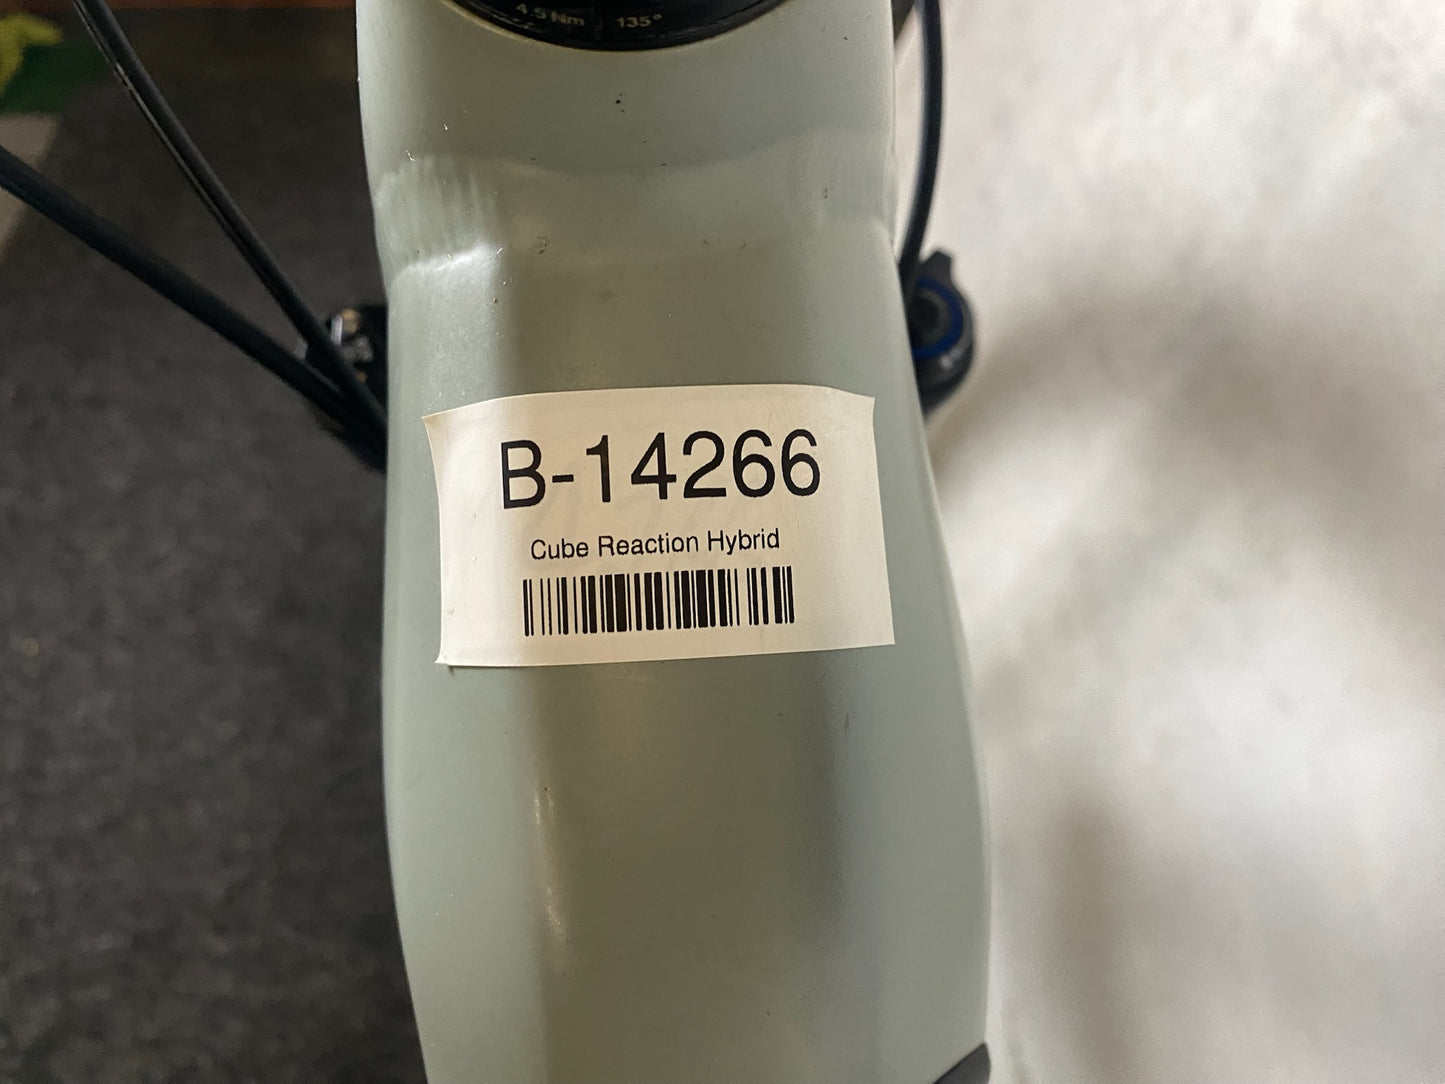 4.5 Nm 135°
B-14266
Cube Reaction Hybrid